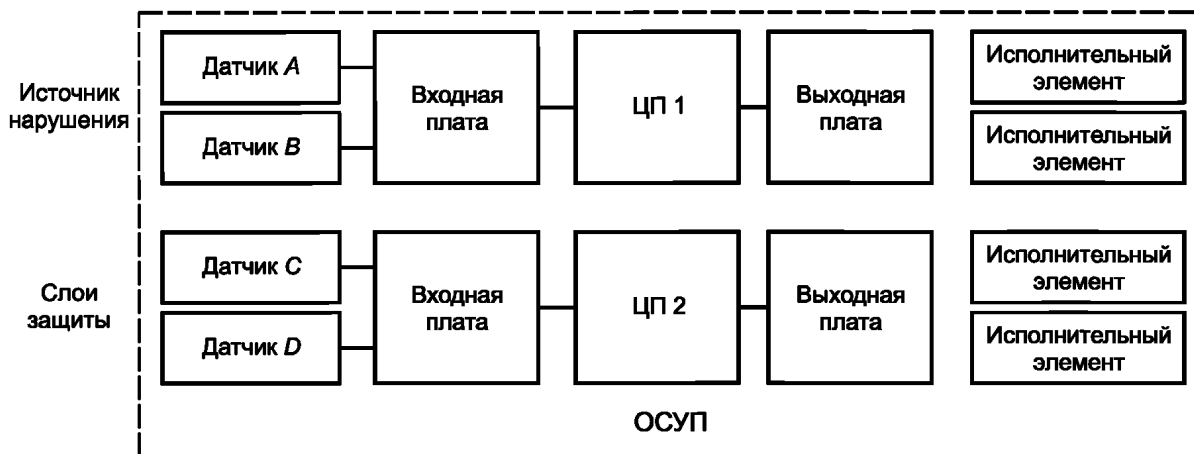 Источник
нарушения
Датчик A
Датчик B
Входная
плата
ЦП 1
Выходная
плата
Исполнительный
элемент
Исполнительный
элемент
Слои
защиты
Датчик C
Датчик D
Входная
плата
ЦП 2
Выходная
плата
Исполнительный
элемент
Исполнительный
элемент
ОСУП